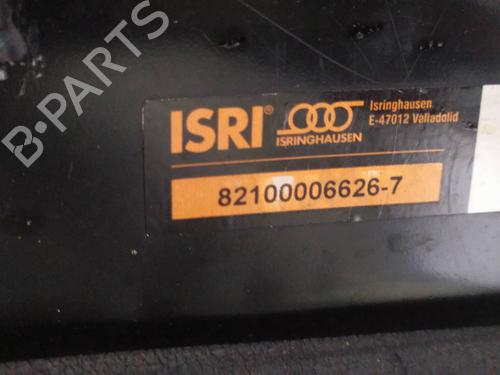 B-Parts
ISRI®
ISRINGHAUSEN
Isringhausen
E-47012 Valladolid
82100006626-7